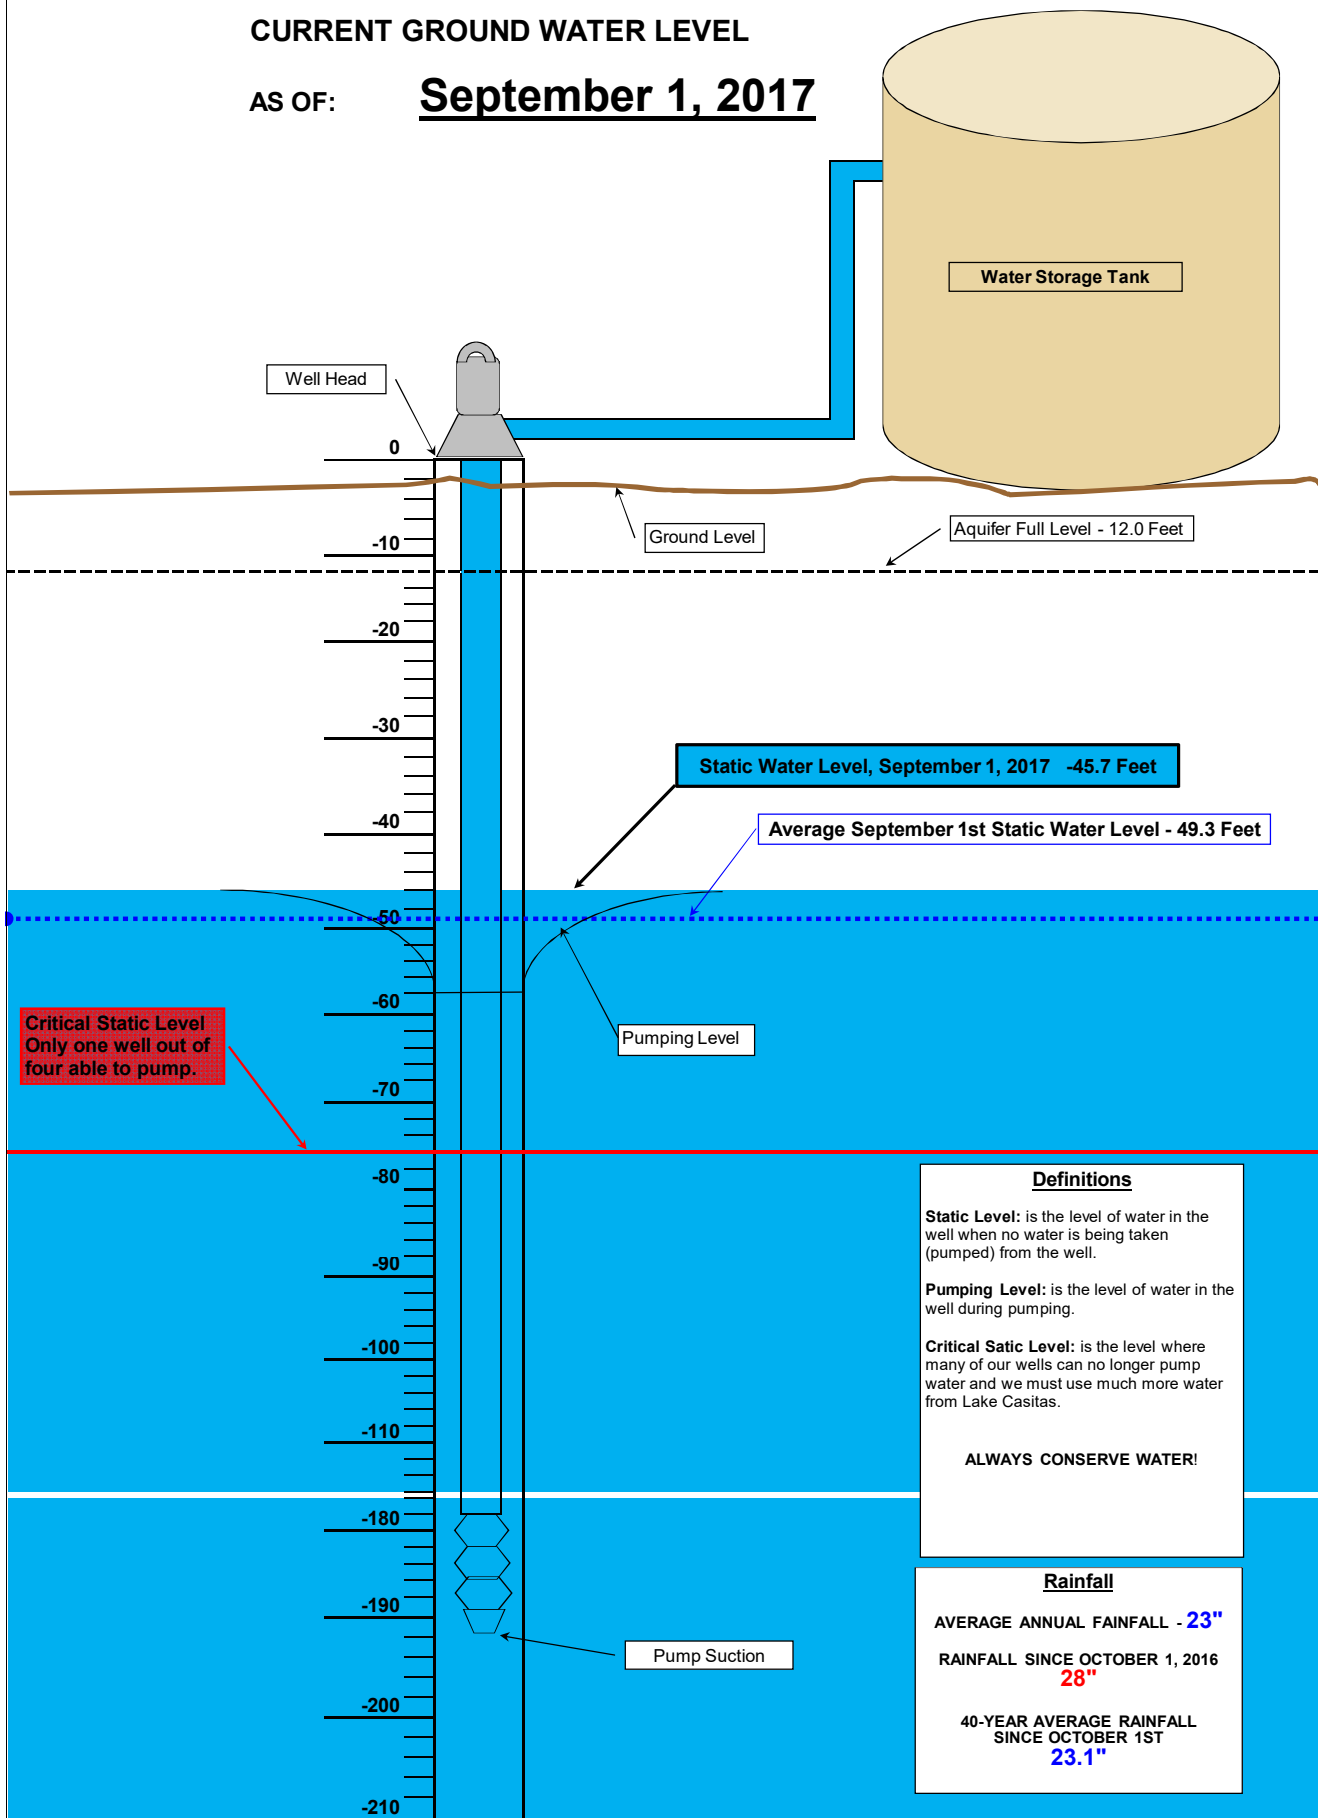 CURRENT GROUND WATER LEVEL
AS OF: September 1, 2017
Water Storage Tank
Well Head
0
Ground Level
Aquifer Full Level - 12.0 Feet
-10
-20
-30
Static Water Level, September 1, 2017 -45.7 Feet
-40
Average September 1st Static Water Level - 49.3 Feet
-50
-60
Critical Static Level
Only one well out of
four able to pump.
Pumping Level
-70
-80
-90
-100
-110
-180
-190
-200
-210
Pump Suction
Definitions
Static Level: is the level of water in the
well when no water is being taken
(pumped) from the well.
Pumping Level: is the level of water in the
well during pumping.
Critical Satic Level: is the level where
many of our wells can no longer pump
water and we must use much more water
from Lake Casitas.
ALWAYS CONSERVE WATER!
Rainfall
AVERAGE ANNUAL FAINFALL - 23"
RAINFALL SINCE OCTOBER 1, 2016
28"
40-YEAR AVERAGE RAINFALL
SINCE OCTOBER 1ST
23.1"